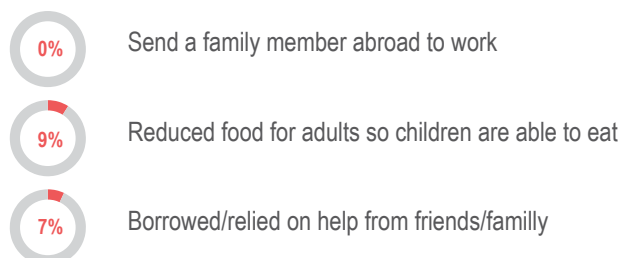 0% Send a family member abroad to work
9% Reduced food for adults so children are able to eat
7% Borrowed/relied on help from friends/familly